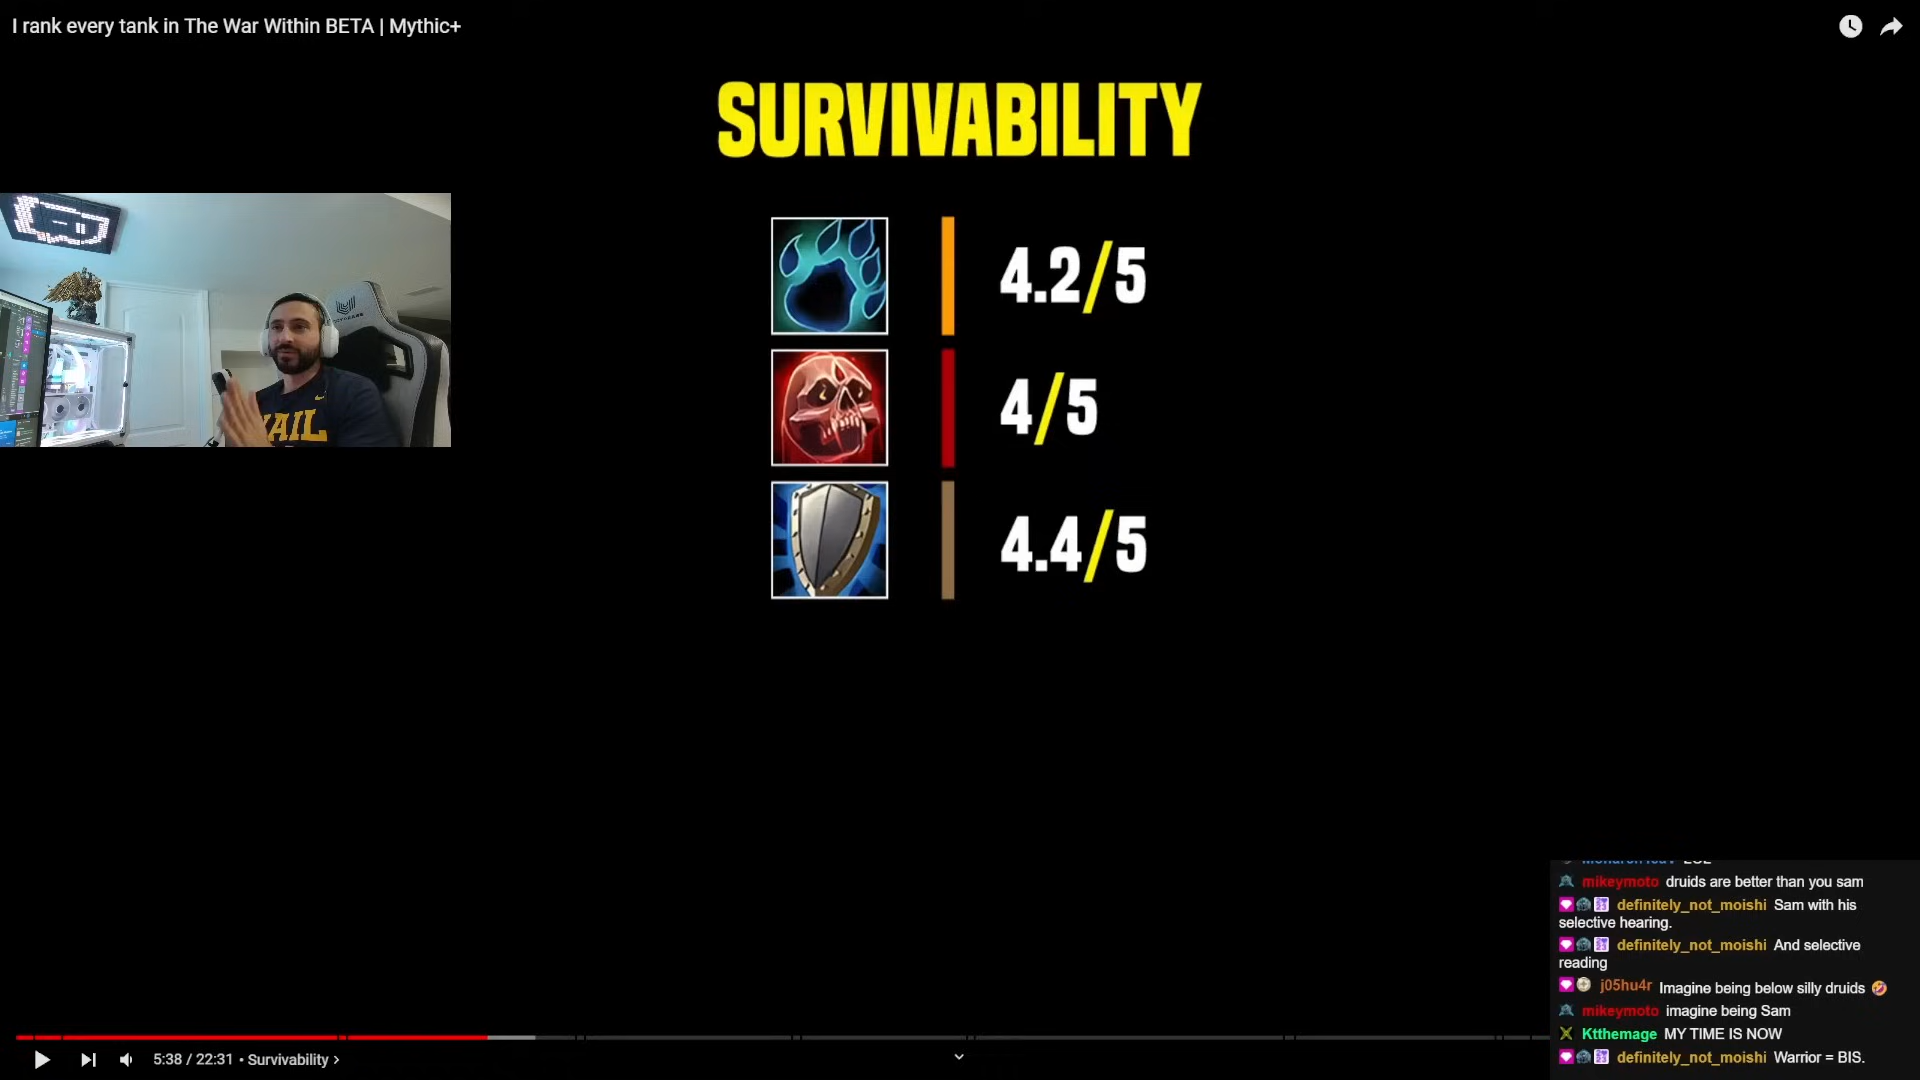 I rank every tank in The War Within BETA | Mythic+
SURVIVABILITY
4.2/5
4/5
4.4/5
AIL
LOL
mikeymoto druids are better than you sam
definitely_not_moishi Sam with his
selective hearing.
definitely_not_moishi And selective
reading
j05hu4r Imagine being below silly druids 🤣
mikeymoto imagine being Sam
Ktthemage MY TIME IS NOW
definitely_not_moishi Warrior = BIS.
5:38 / 22:31 • Survivability ›